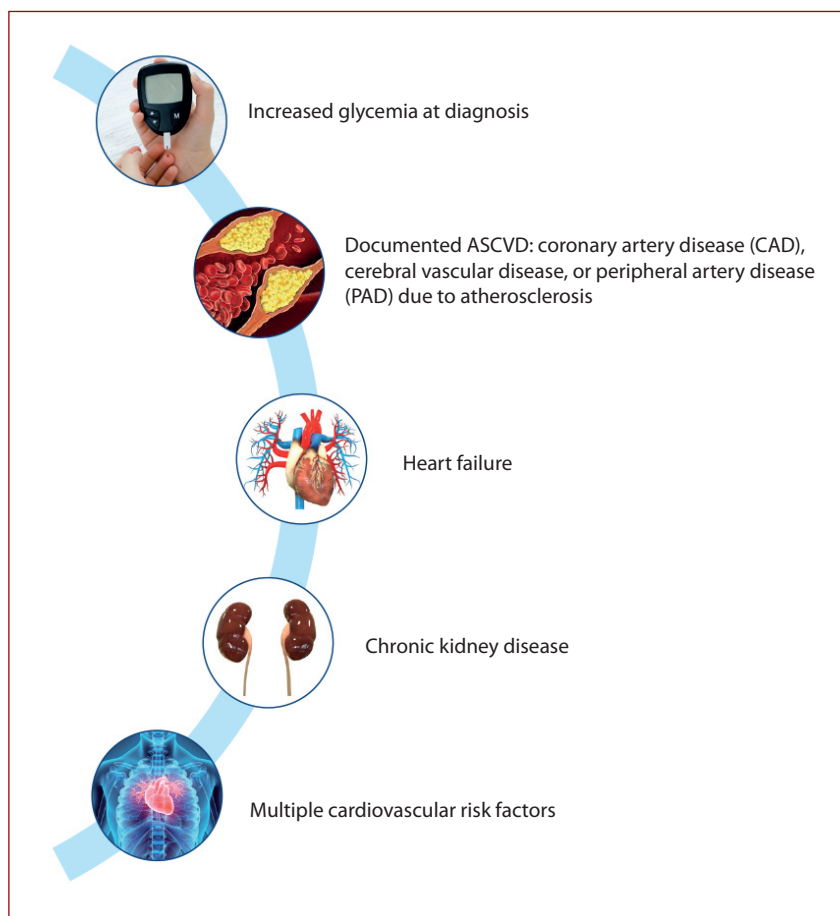 Increased glycemia at diagnosis
Documented ASCVD: coronary artery disease (CAD),
cerebral vascular disease, or peripheral artery disease
(PAD) due to atherosclerosis
Heart failure
Chronic kidney disease
Multiple cardiovascular risk factors
M